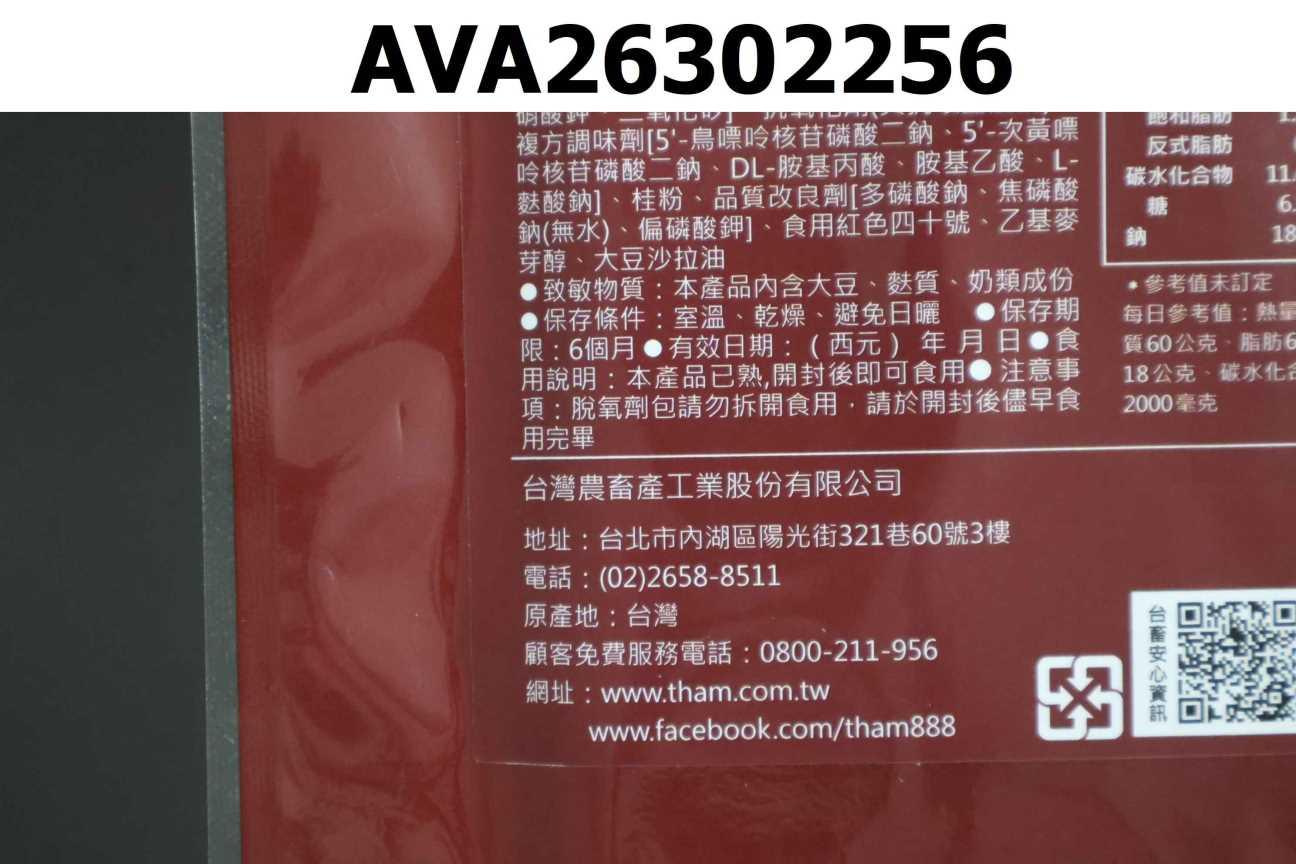 AVA26302256
複方調味劑[5'-鳥嘌呤核苷磷酸二鈉、5'-次黃嘌
呤核苷磷酸二鈉、DL-胺基丙酸、胺基乙酸、L-
麩酸鈉]、桂粉、品質改良劑[多磷酸鈉、焦磷酸
鈉(無水)、偏磷酸鉀]、食用紅色四十號、乙基麥
芽醇、大豆沙拉油
●致敏物質：本產品內含大豆、麩質、奶類成份
●保存條件：室溫、乾燥、避免日曬 ●保存期
限：6個月●有效日期：（西元） 年 月 日●食
用說明：本產品已熟,開封後即可食用● 注意事
項：脫氧劑包請勿拆開食用，請於開封後儘早食
用完畢
台灣農畜產工業股份有限公司
地址：台北市內湖區陽光街321巷60號3樓
電話：(02)2658-8511
原產地：台灣
顧客免費服務電話：0800-211-956
網址：www.tham.com.tw
www.facebook.com/tham888
飽和脂肪
反式脂肪
碳水化合物 11.
糖 6.
鈉 18
*參考值未訂定
每日參考值：熱量
質60公克、脂肪6
18公克、碳水化合
2000毫克
台畜安心資訊